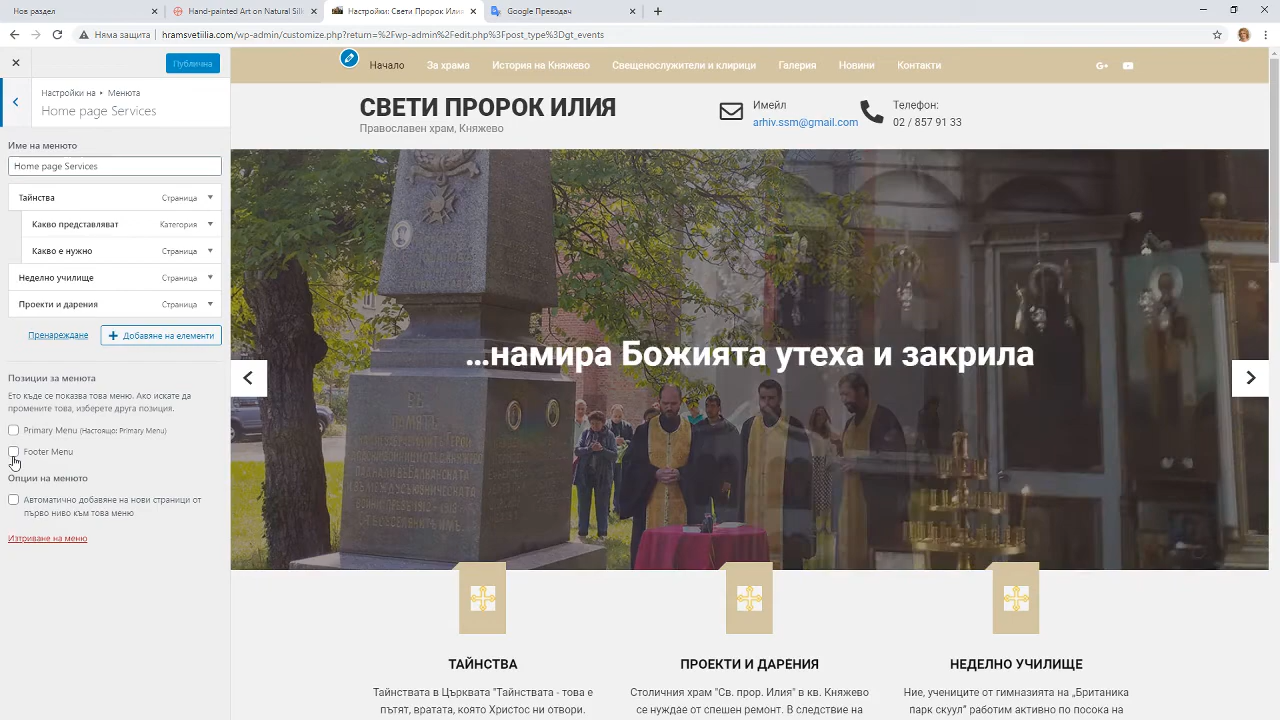 Нов раздел
Hand-painted Art on Natural Silk
Настройки: Свети Пророк Илия
Google Преводач
Няма защита
hramsvetiilia.com/wp-admin/customize.php?return=%2Fwp-admin%2Fedit.php%3Fpost_type%3Dgt_events
Публична
Настройки на ▸ Менюта
Home page Services
Име на менюто
Home page Services
Тайнства Страница
Какво представляват Категория
Какво е нужно Страница
Неделно училище Страница
Проекти и дарения Страница
Пренареждане
Добавяне на елементи
Позиции за менюта
Ето къде се показва това меню. Ако искате да
промените това, изберете друга позиция.
Primary Menu (Настоящо: Primary Menu)
Footer Menu
Опции на менюто
Автоматично добавяне на нови страници от
първо ниво към това меню
Изтриване на меню
Начало За храма История на Княжево Свещенослужители и клирици Галерия Новини Контакти
G+
СВЕТИ ПРОРОК ИЛИЯ
Православен храм, Княжево
Имейл
arhiv.ssm@gmail.com
Телефон:
02 / 857 91 33
...намира Божията утеха и закрила
ТАЙНСТВА
Тайнствата в Църквата "Тайнствата - това е
пътят, вратата, която Христос ни отвори.
ПРОЕКТИ И ДАРЕНИЯ
Столичния храм "Св. прор. Илия" в кв. Княжево
се нуждае от спешен ремонт. В следствие на
НЕДЕЛНО УЧИЛИЩЕ
Ние, учениците от гимназията на „Британика
парк скуул" работим активно по посока на